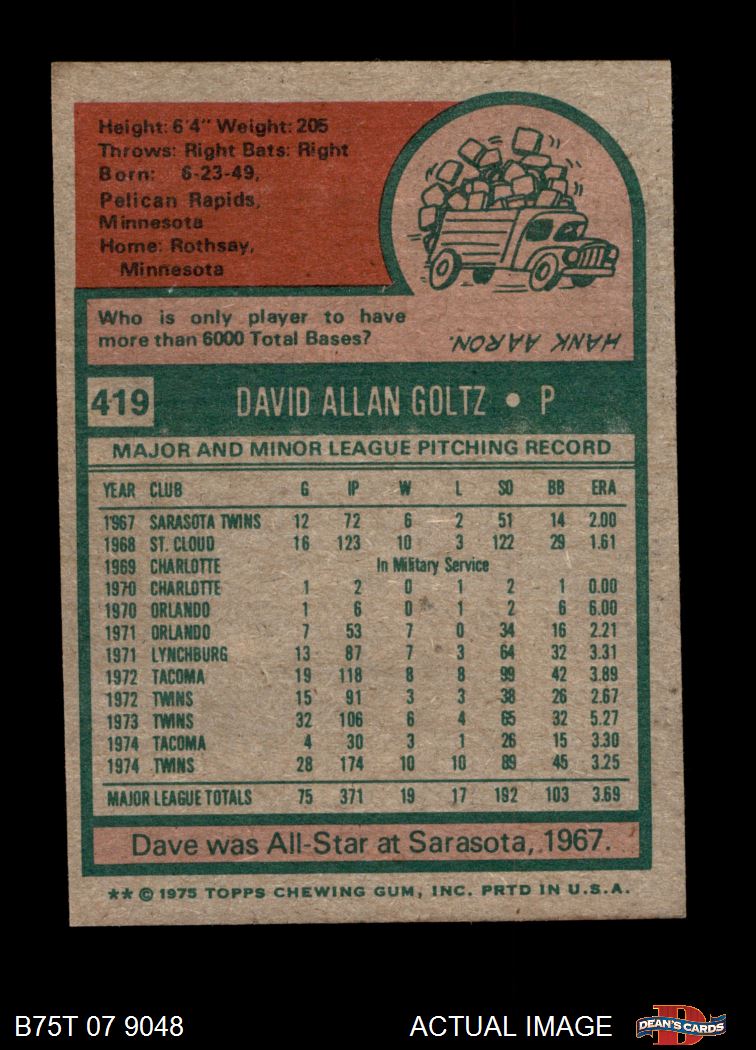 Height: 6'4" Weight: 205
Throws: Right Bats: Right
Born: 6-23-49,
Pelican Rapids,
Minnesota
Home: Rothsay,
Minnesota
Who is only player to have
more than 6000 Total Bases?
HANK AARON.
419 DAVID ALLAN GOLTZ • P
MAJOR AND MINOR LEAGUE PITCHING RECORD
YEAR CLUB G IP W L SO BB ERA
1967 SARASOTA TWINS 12 72 6 2 51 14 2.00
1968 ST. CLOUD 16 123 10 3 122 29 1.61
1969 CHARLOTTE In Military Service
1970 CHARLOTTE 1 2 0 1 2 1 0.00
1970 ORLANDO 1 6 0 1 2 6 6.00
1971 ORLANDO 7 53 7 0 34 16 2.21
1971 LYNCHBURG 13 87 7 3 64 32 3.31
1972 TACOMA 19 118 8 8 99 42 3.89
1972 TWINS 15 91 3 3 38 26 2.67
1973 TWINS 32 106 6 4 65 32 5.27
1974 TACOMA 4 30 3 1 26 15 3.30
1974 TWINS 28 174 10 10 89 45 3.25
MAJOR LEAGUE TOTALS 75 371 19 17 192 103 3.69
Dave was All-Star at Sarasota, 1967.
** © 1975 TOPPS CHEWING GUM, INC. PRTD IN U.S.A.
B75T 07 9048 ACTUAL IMAGE D DEAN'S CARDS